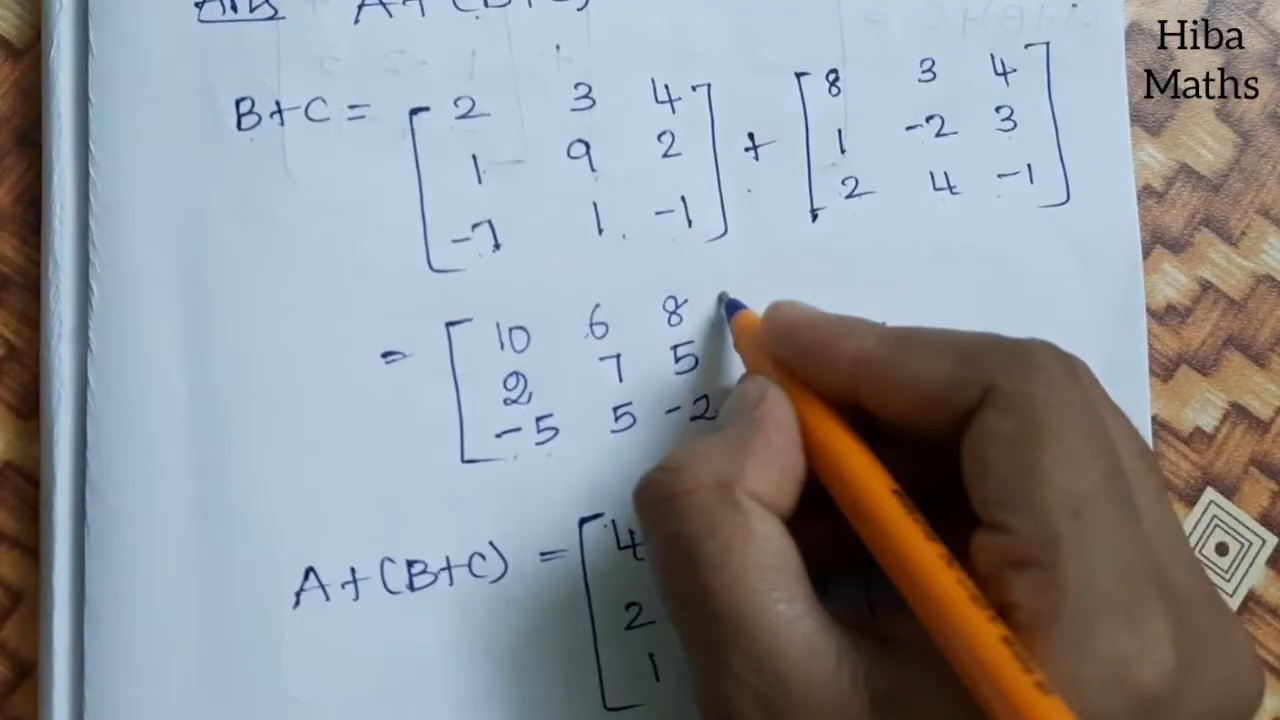 Ans A+(B+C)
B+C= [ 2 3 4 ] + [ 8 3 4 ]
1 9 2 1 -2 3
-7 1 -1 2 4 -1
= [ 10 6 8
2 7 5
-5 5 -2
A+(B+C) = [ 4
2
1
Hiba
Maths